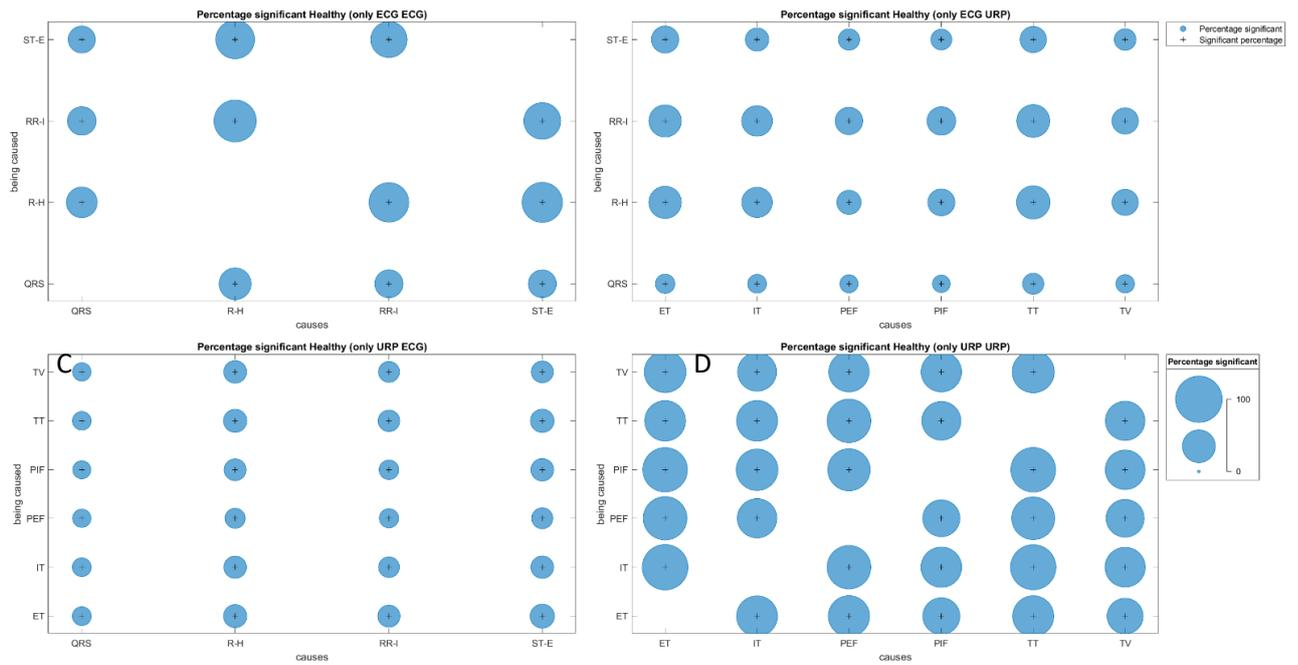 Percentage significant Healthy (only ECG ECG)
ST-E
RR-I
R-H
QRS
being caused
QRS R-H RR-I ST-E
causes
Percentage significant Healthy (only ECG URP)
ST-E
RR-I
R-H
QRS
being caused
ET IT PEF PIF TT TV
causes
Percentage significant
Significant percentage
Percentage significant Healthy (only URP ECG)
C
TV
TT
PIF
PEF
IT
ET
being caused
QRS R-H RR-I ST-E
causes
Percentage significant Healthy (only URP URP)
D
TV
TT
PIF
PEF
IT
ET
being caused
ET IT PEF PIF TT TV
causes
Percentage significant
100
0